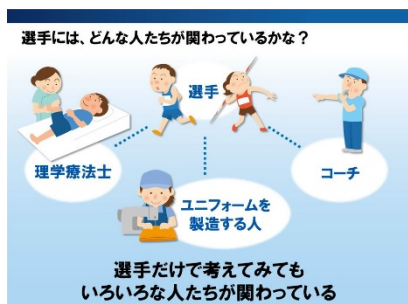 選手には、どんな人たちが関わっているかな？
選手
理学療法士
コーチ
ユニフォームを
製造する人
選手だけで考えてみても
いろいろな人たちが関わっている